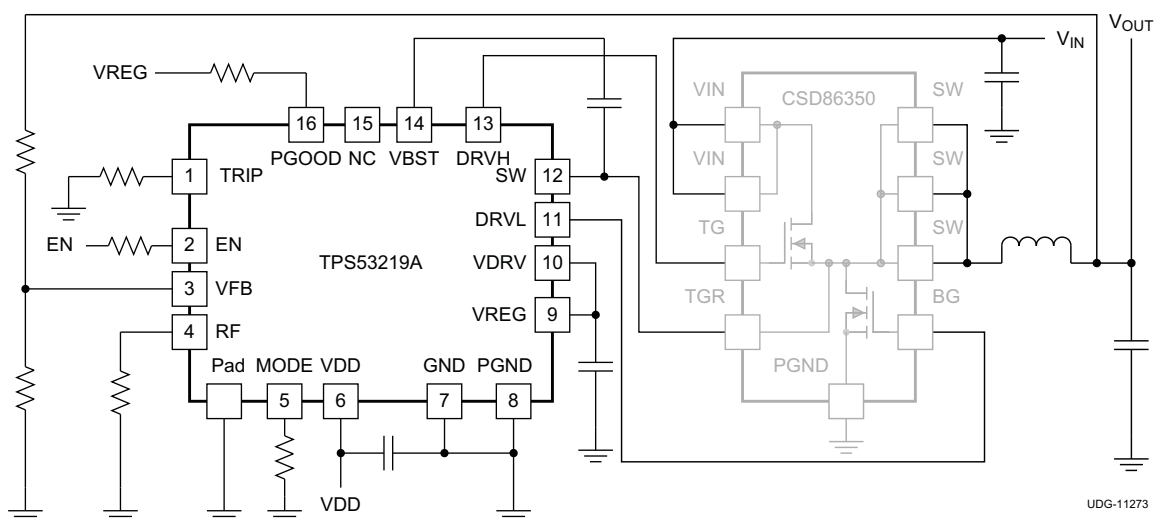 VOUT
VIN
VREG
VIN
CSD86350
SW
16
15
14
13
PGOOD
NC
VBST
DRVH
VIN
SW
1
TRIP
SW
12
TG
SW
DRVL
11
EN
2
EN
TPS53219A
VDRV
10
3
VFB
TGR
BG
VREG
9
4
RF
Pad
MODE
VDD
GND
PGND
PGND
5
6
7
8
VDD
UDG-11273